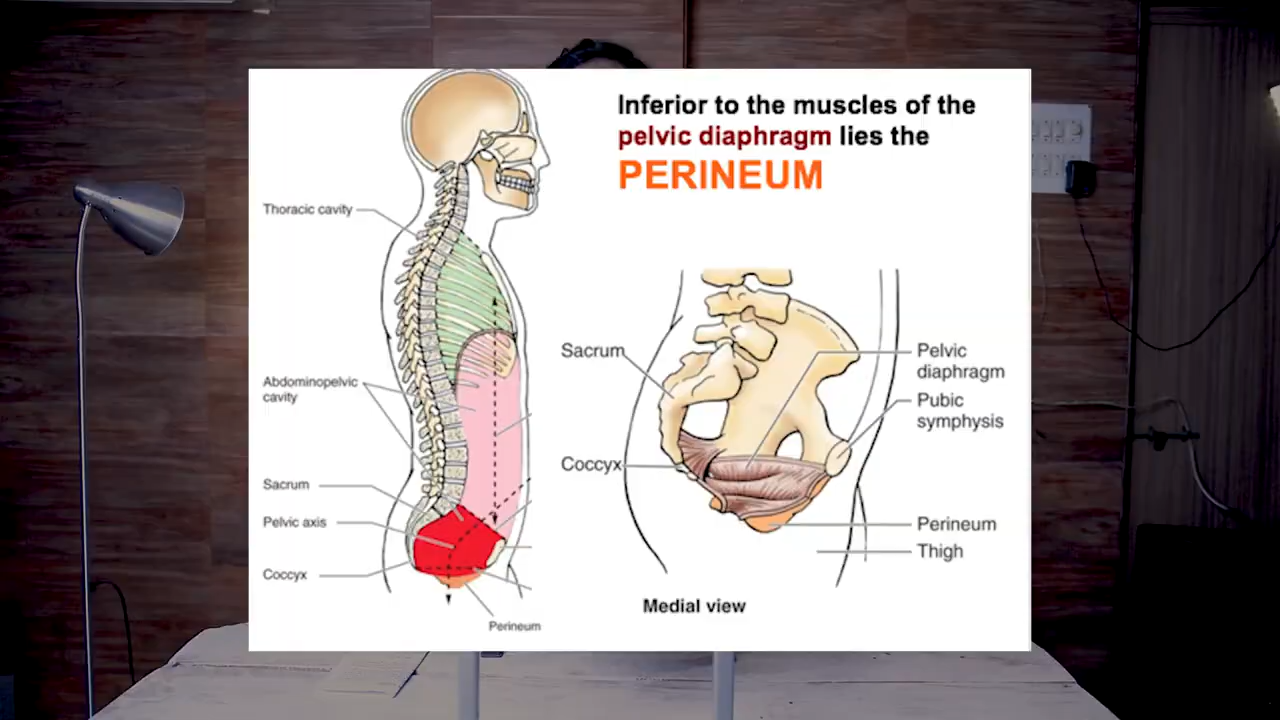 Inferior to the muscles of the
pelvic diaphragm lies the
PERINEUM
Thoracic cavity
Abdominopelvic
cavity
Sacrum
Pelvic axis
Coccyx
Perineum
Sacrum
Coccyx
Pelvic
diaphragm
Pubic
symphysis
Perineum
Thigh
Medial view